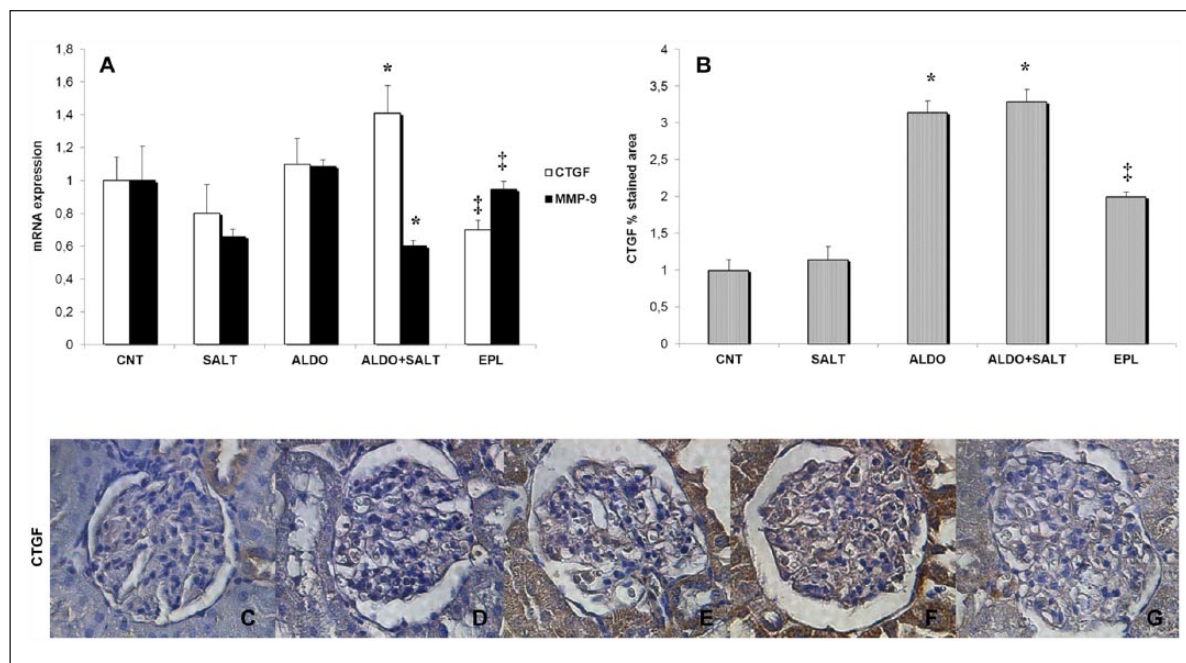 A
mRNA expression
1,8
1,6
1,4
1,2
1
0,8
0,6
0,4
0,2
0
*
*
‡
‡
CTGF
MMP-9
CNT SALT ALDO ALDO+SALT EPL
B
CTGF % stained area
4
3,5
3
2,5
2
1,5
1
0,5
0
*
*
‡
CNT SALT ALDO ALDO+SALT EPL
CTGF
C D E F G